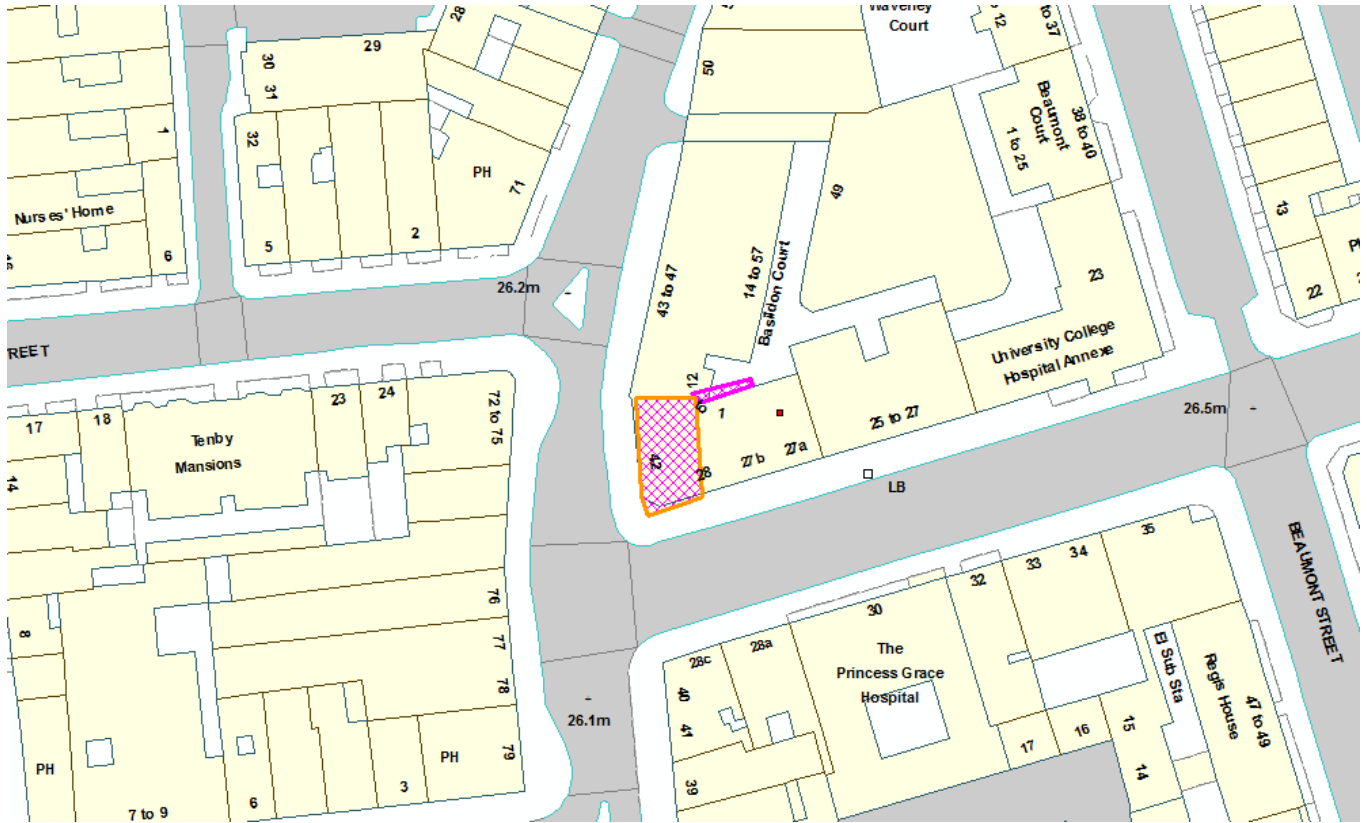 Waveney
Court
12
to 37
28
29
30
31
50
Beaumont
Court
38 to 40
1 to 25
32
1
PH
71
49
Nurses' Home
13
5
2
6
14 to 57
Basildon Court
43 to 47
23
22
26.2m
University College
Hospital Annexe
REET
12
6
1
26.5m
17
18
23
24
72 to 75
Tenby
Mansions
25 to 27
14
42
28
27b
27a
LB
BEAUMONT STREET
35
34
33
32
30
76
8
77
28c
28a
The
Princess Grace
Hospital
El Sub Sta
Regis House
47 to 49
78
40
26.1m
41
15
16
17
79
PH
PH
39
14
3
6
7 to 9